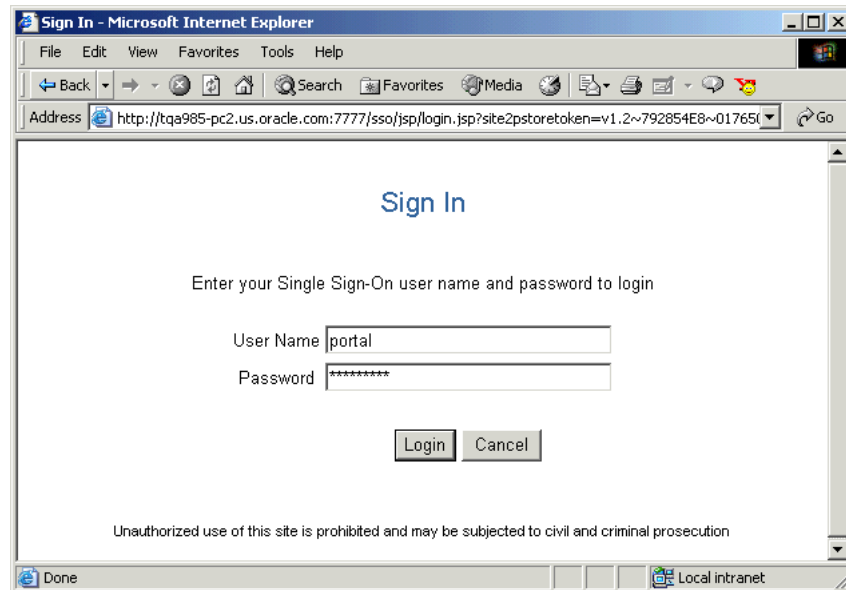 Sign In - Microsoft Internet Explorer
File Edit View Favorites Tools Help
Back Search Favorites Media
Address http://tqa985-pc2.us.oracle.com:7777/sso/jsp/login.jsp?site2pstoretoken=v1.2~792854E8~01765( Go
Sign In
Enter your Single Sign-On user name and password to login
User Name portal
Password *********
Login Cancel
Unauthorized use of this site is prohibited and may be subjected to civil and criminal prosecution
Done Local intranet